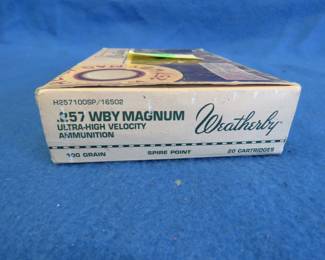 H257100SP/16502
.257 WBY MAGNUM
ULTRA-HIGH VELOCITY
AMMUNITION
Weatherby
100 GRAIN SPIRE POINT 20 CARTRIDGES